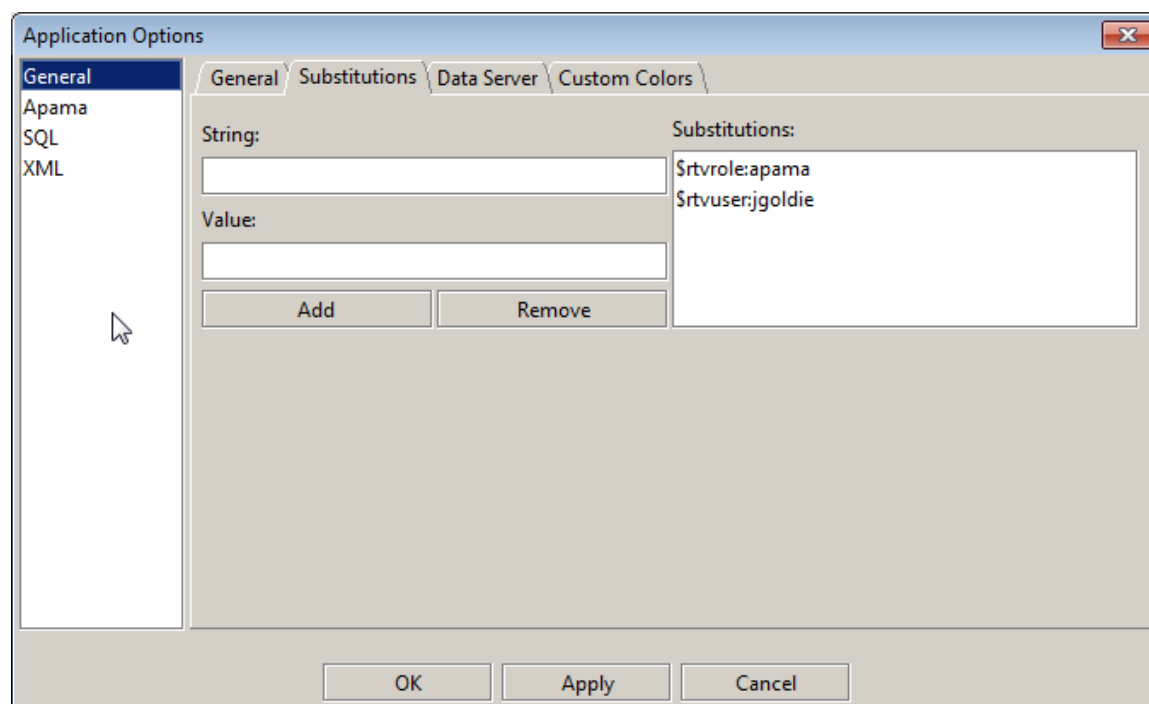 Application Options
General
Apama
SQL
XML
General Substitutions Data Server Custom Colors
String:
Value:
Add Remove
Substitutions:
$rtvrole:apama
$rtvuser:jgoldie
OK Apply Cancel